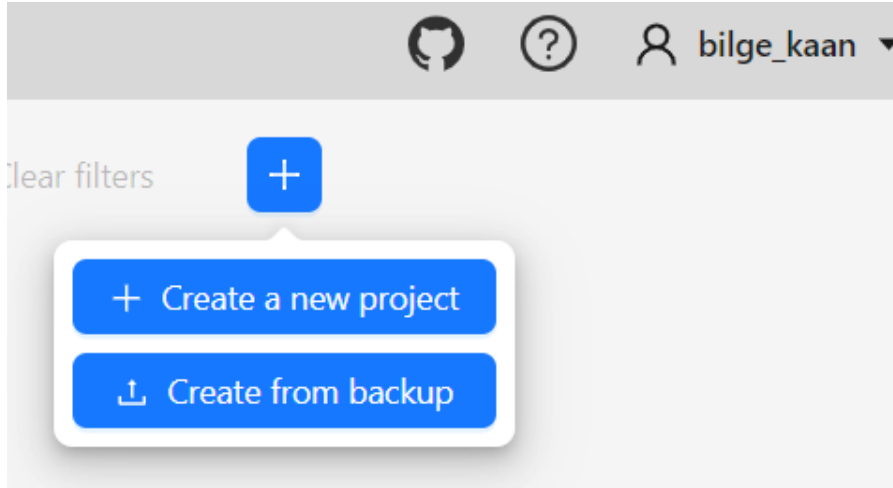 bilge_kaan
Clear filters
Create a new project
Create from backup